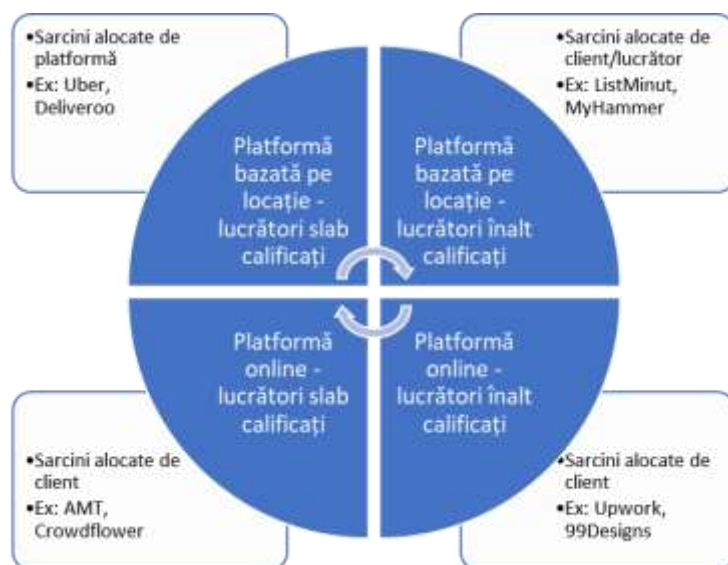 •Sarcini alocate de
platformă
•Ex: Uber,
Deliveroo
•Sarcini alocate de
client/lucrător
•Ex: ListMinut,
MyHammer
Platformă
bazată pe
locație -
lucrători slab
calificați
Platformă
bazată pe
locație -
lucrători înalt
calificați
Platformă
online -
lucrători slab
calificați
Platformă
online -
lucrători înalt
calificați
•Sarcini alocate de
client
•Ex: AMT,
Crowdflower
•Sarcini alocate de
client
•Ex: Upwork,
99Designs